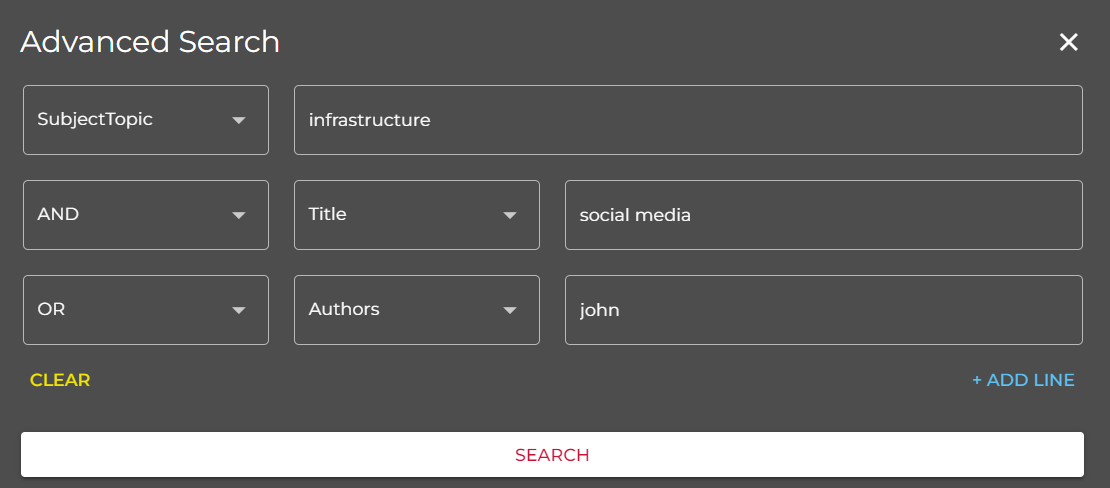 Advanced Search
SubjectTopic infrastructure
AND Title social media
OR Authors john
CLEAR + ADD LINE
SEARCH